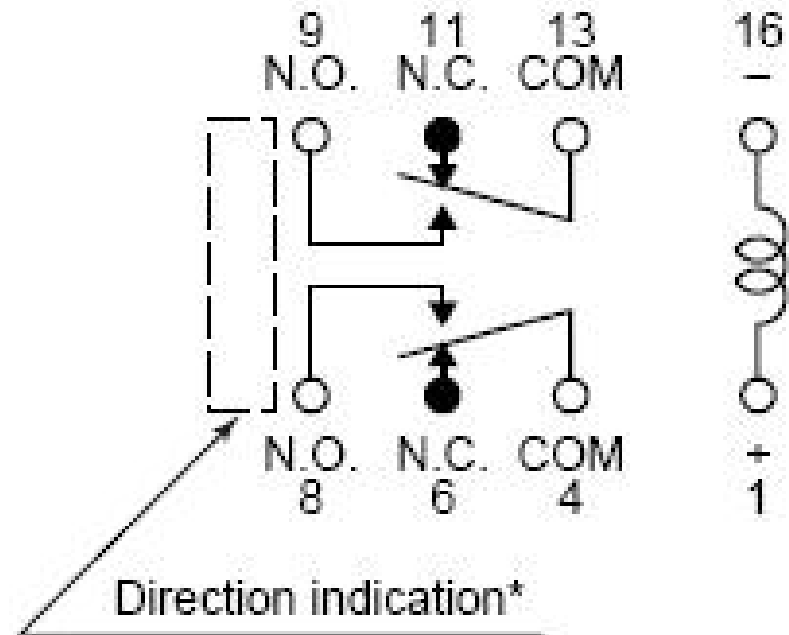 9 11 13 16
N.O. N.C. COM –
N.O. N.C. COM +
8 6 4 1
Direction indication*